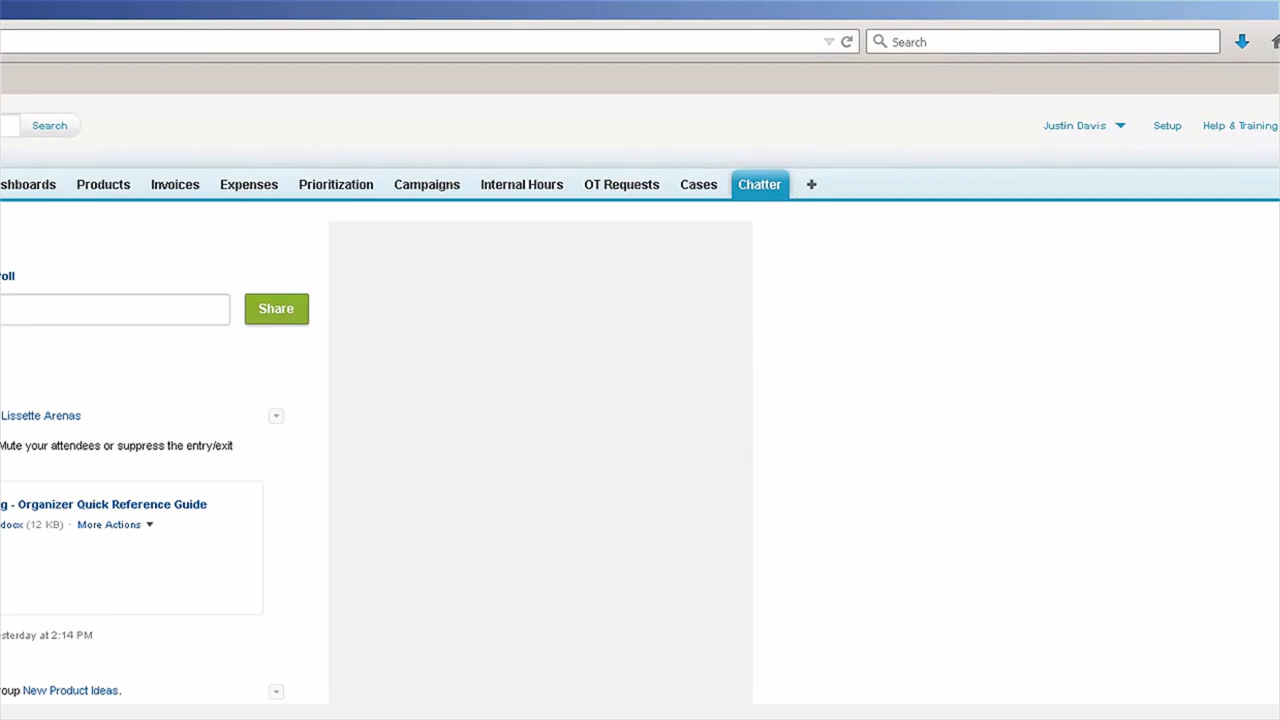 Search
Search
Justin Davis Setup Help & Training
shboards Products Invoices Expenses Prioritization Campaigns Internal Hours OT Requests Cases Chatter
oll
Share
Lissette Arenas
Mute your attendees or suppress the entry/exit
g - Organizer Quick Reference Guide
docx (12 KB) · More Actions
sterday at 2:14 PM
roup New Product Ideas.